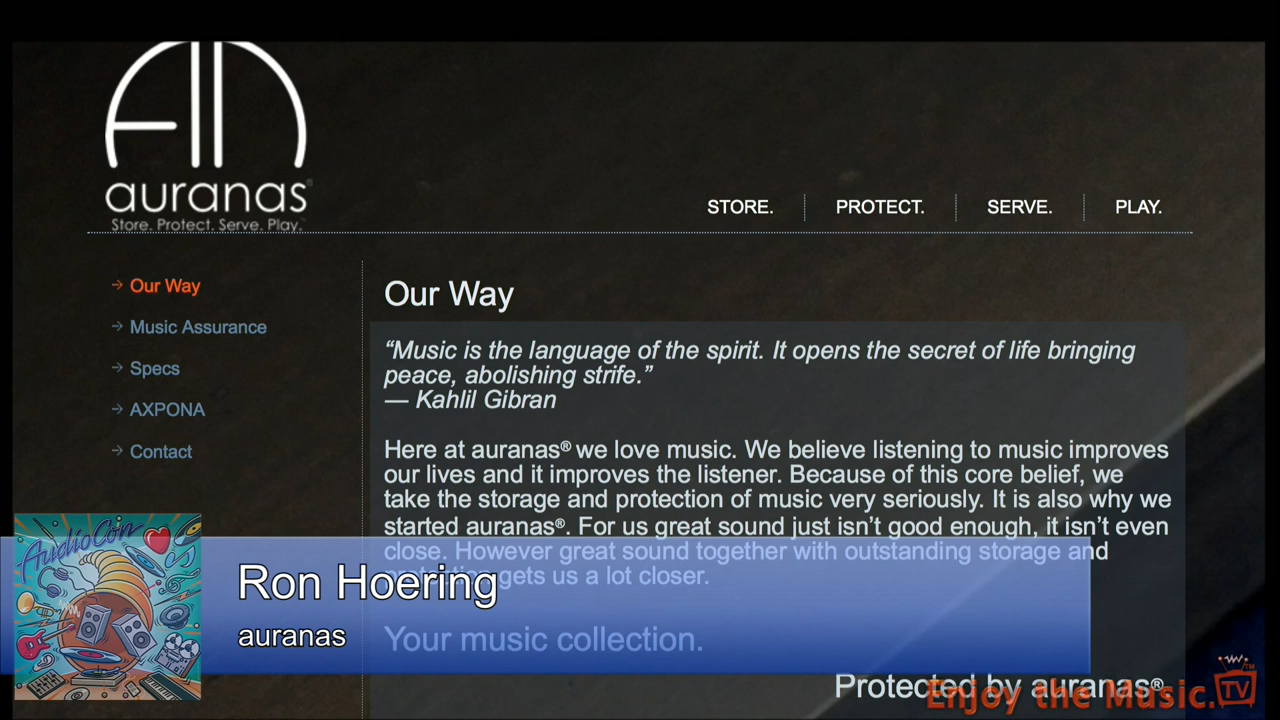 auranas®
Store. Protect. Serve. Play.™
STORE.
PROTECT.
SERVE.
PLAY.
Our Way
Music Assurance
Specs
AXPONA
Contact
Our Way
“Music is the language of the spirit. It opens the secret of life bringing
peace, abolishing strife.”
— Kahlil Gibran
Here at auranas® we love music. We believe listening to music improves
our lives and it improves the listener. Because of this core belief, we
take the storage and protection of music very seriously. It is also why we
started auranas®. For us great sound just isn’t good enough, it isn’t even
close. However great sound together with outstanding storage and
protection gets us a lot closer.
Your music collection.
Protected by auranas®.
AudioCon
Ron Hoering
auranas
Enjoy the Music.TV™